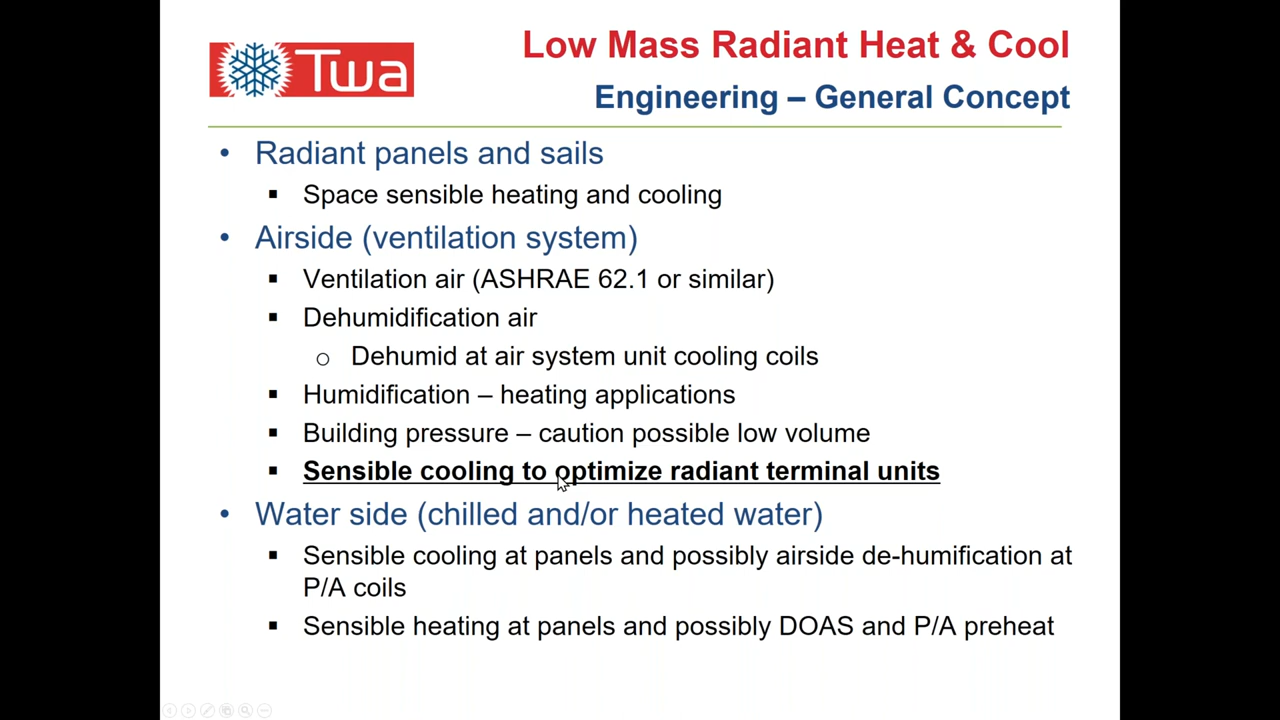 Twa
Low Mass Radiant Heat & Cool
Engineering – General Concept
• Radiant panels and sails
▪ Space sensible heating and cooling
• Airside (ventilation system)
▪ Ventilation air (ASHRAE 62.1 or similar)
▪ Dehumidification air
o Dehumid at air system unit cooling coils
▪ Humidification – heating applications
▪ Building pressure – caution possible low volume
▪ Sensible cooling to optimize radiant terminal units
• Water side (chilled and/or heated water)
▪ Sensible cooling at panels and possibly airside de-humification at
P/A coils
▪ Sensible heating at panels and possibly DOAS and P/A preheat